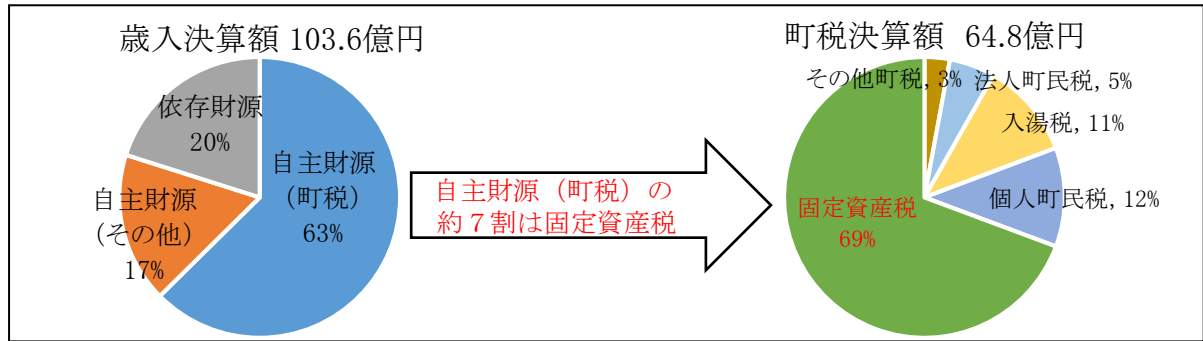 歳入決算額 103.6億円
依存財源
20%
自主財源
(町税)
63%
自主財源
(その他)
17%
自主財源（町税）の
約７割は固定資産税
町税決算額 64.8億円
その他町税, 3%
法人町民税, 5%
入湯税, 11%
個人町民税, 12%
固定資産税
69%